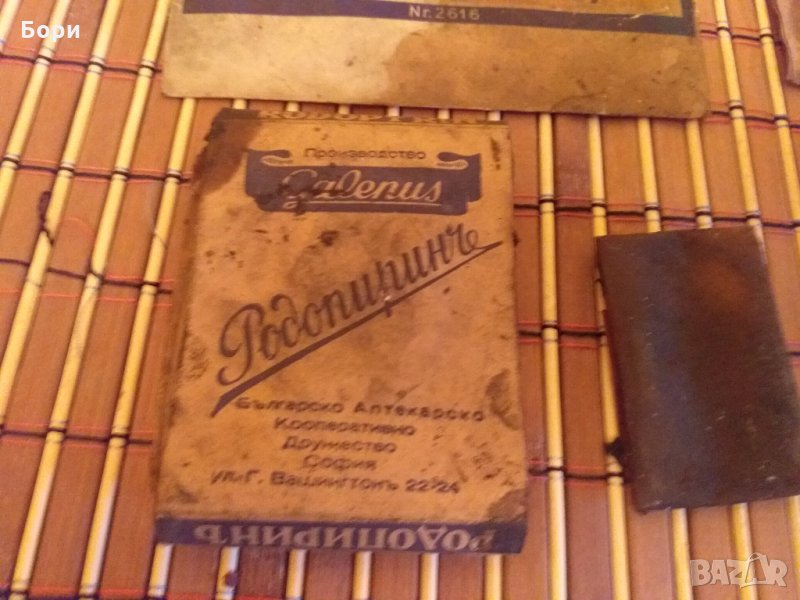 Бори
Nr. 2616
Производство
Galenus
Родопиринъ
Българско Аптекарско
Кооперативно
Дружество
София
ул. Г. Вашингтонъ 22-24
РОДОПИРИНЪ
BAZAR